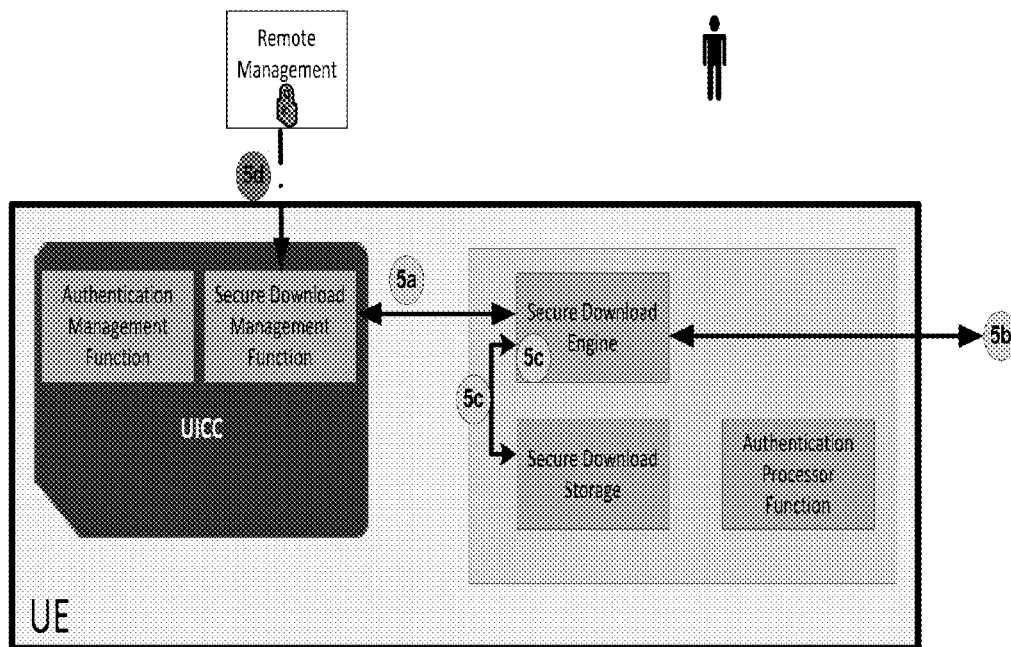 Remote
Management
5d
Authentication
Management
Function
Secure Download
Management
Function
UICC
5a
Secure Download
Engine
5c
5c
5b
Secure Download
Storage
Authentication
Processor
Function
UE